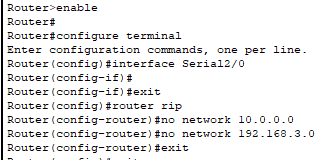 Router>enable
Router#
Router#configure terminal
Enter configuration commands, one per line.
Router(config)#interface Serial2/0
Router(config-if)#
Router(config-if)#exit
Router(config)#router rip
Router(config-router)#no network 10.0.0.0
Router(config-router)#no network 192.168.3.0
Router(config-router)#exit